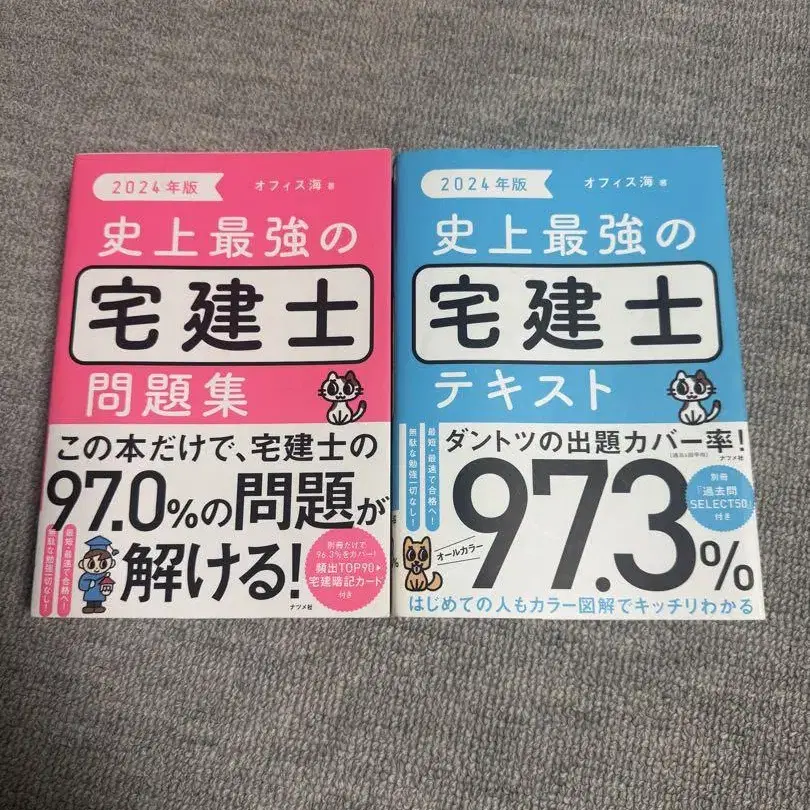 2024年版
オフィス海 著
史上最強の
宅建士
問題集
この本だけで、宅建士の
97.0%の問題が
解ける!
最短・最速で合格へ!
無駄な勉強一切なし!
別冊だけで
96.3%をカバー!
頻出TOP90
宅建暗記カード
付き
ナツメ社
2024年版
オフィス海 著
史上最強の
宅建士
テキスト
最短・最速で合格へ!
無駄な勉強一切なし!
ダントツの出題カバー率!
ナツメ社
別冊
「過去問
SELECT50」
付き
オールカラー
97.3%
はじめての人もカラー図解でキッチリわかる